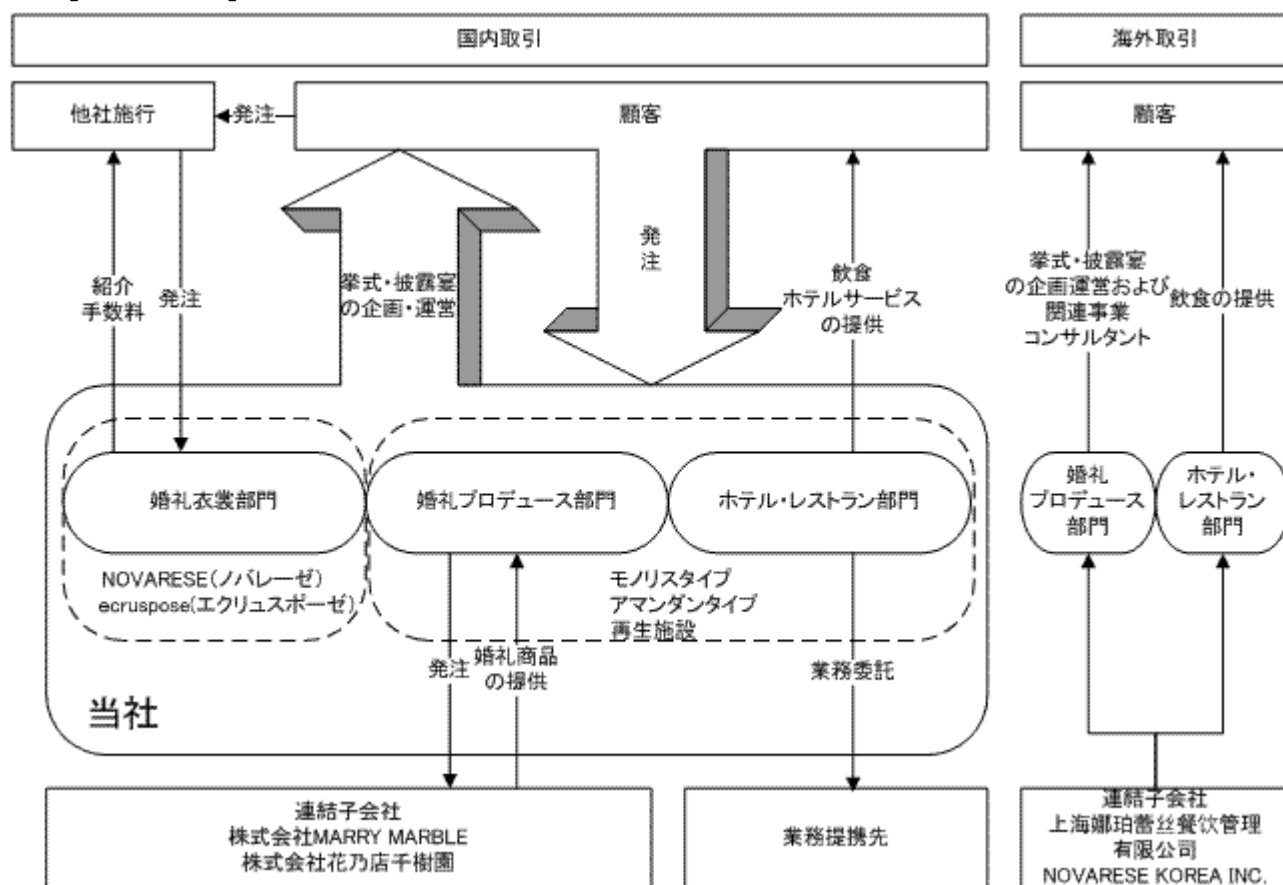 国内取引
海外取引
他社施行
発注
顧客
顧客
紹介
手数料
発注
挙式・披露宴
の企画・運営
発
注
飲食
ホテルサービス
の提供
挙式・披露宴
の企画運営および
関連事業
コンサルタント
飲食の提供
婚礼衣裳部門
婚礼プロデュース部門
ホテル・レストラン部門
婚礼
プロデュース
部門
ホテル・
レストラン
部門
NOVARESE(ノバレーゼ)
ecruspose(エクリュスポーゼ)
モノリスタイプ
アマンダンタイプ
再生施設
発注
婚礼商品
の提供
業務委託
当社
連結子会社
株式会社MARRY MARBLE
株式会社花乃店千樹園
業務提携先
連結子会社
上海娜珀蕾丝餐饮管理
有限公司
NOVARESE KOREA INC.